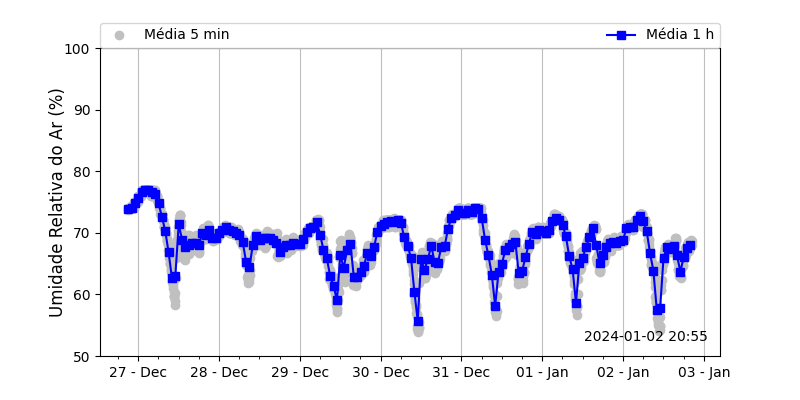 Média 5 min
Média 1 h
Umidade Relativa do Ar (%)
100
90
80
70
60
50
2024-01-02 20:55
27 - Dec
28 - Dec
29 - Dec
30 - Dec
31 - Dec
01 - Jan
02 - Jan
03 - Jan